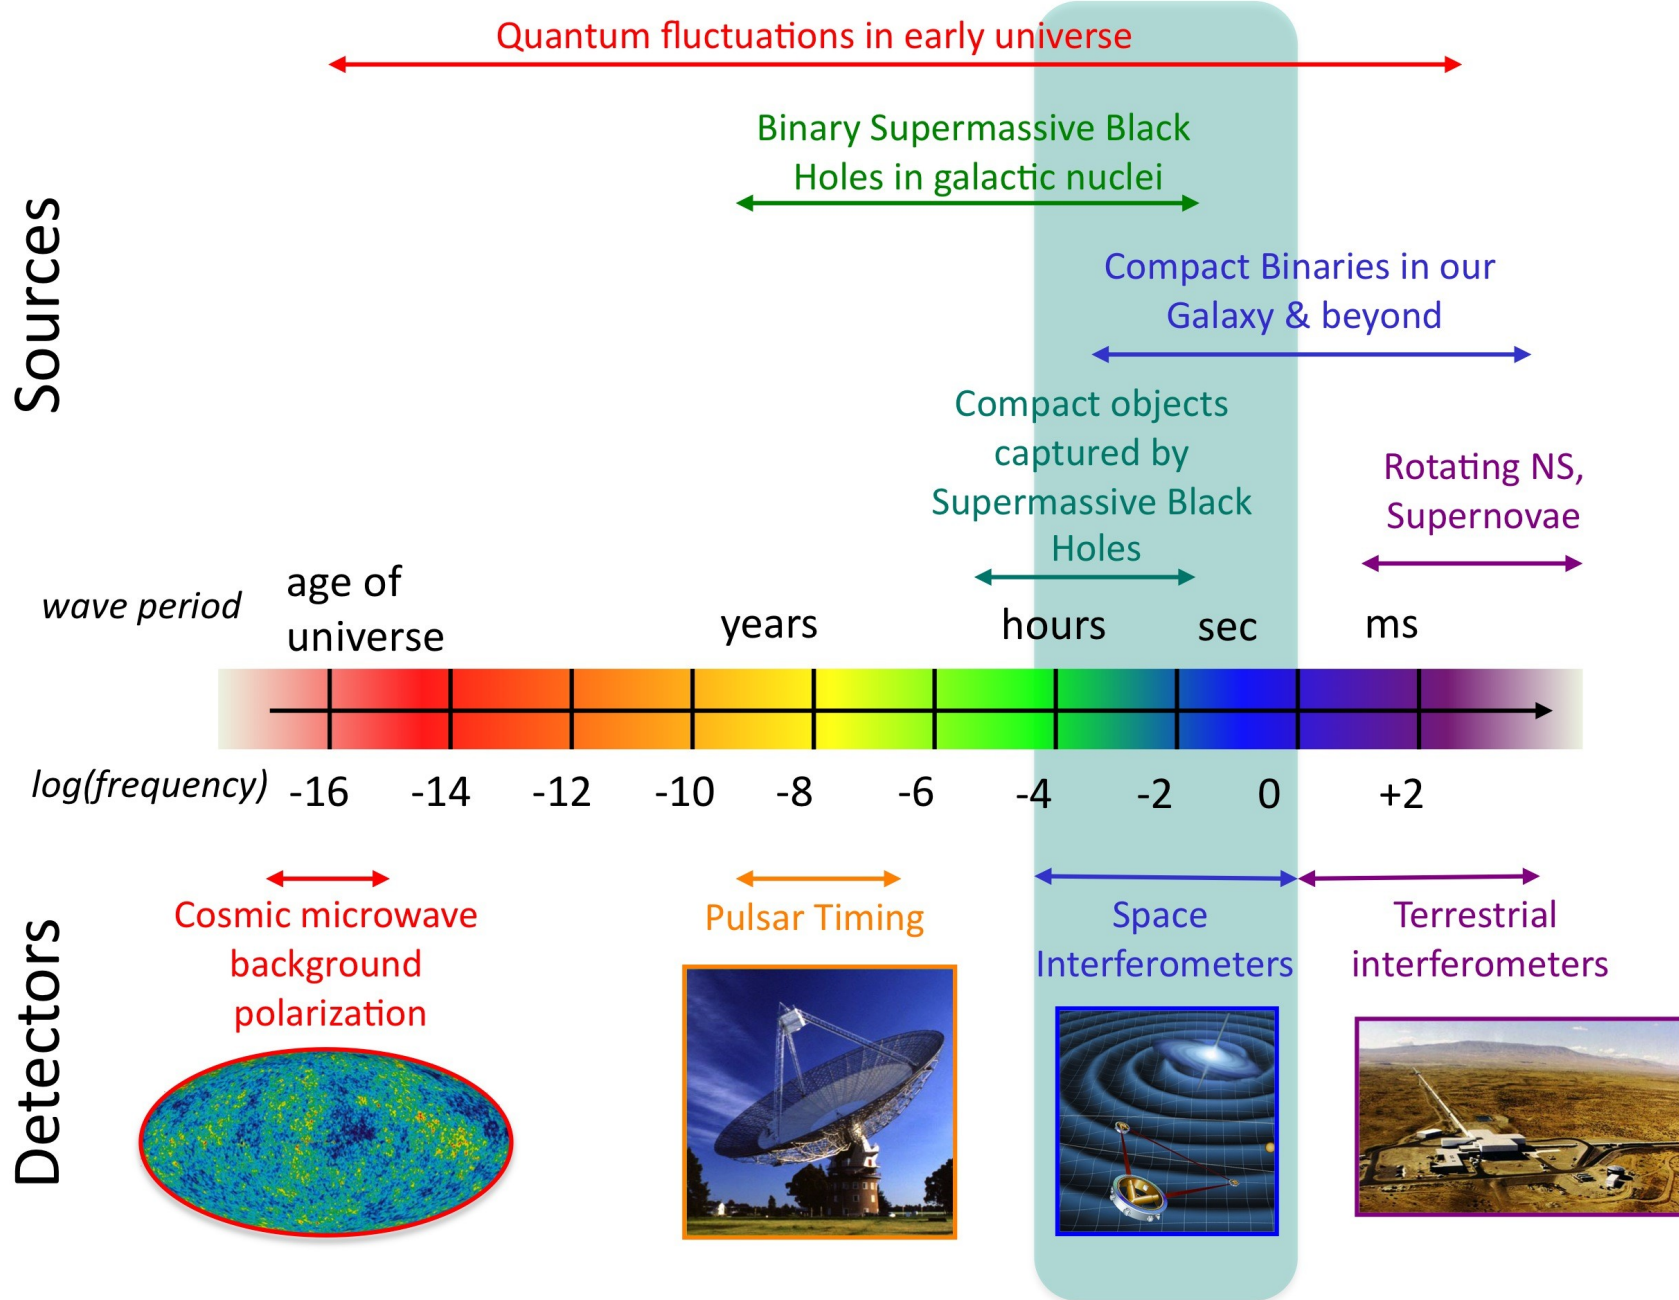 Quantum fluctuations in early universe
Binary Supermassive Black
Holes in galactic nuclei
Compact Binaries in our
Galaxy & beyond
Compact objects
captured by
Supermassive Black
Holes
Rotating NS,
Supernovae
Sources
wave period
age of
universe
years
hours
sec
ms
log(frequency)
-16
-14
-12
-10
-8
-6
-4
-2
0
+2
Detectors
Cosmic microwave
background
polarization
Pulsar Timing
Space
Interferometers
Terrestrial
interferometers